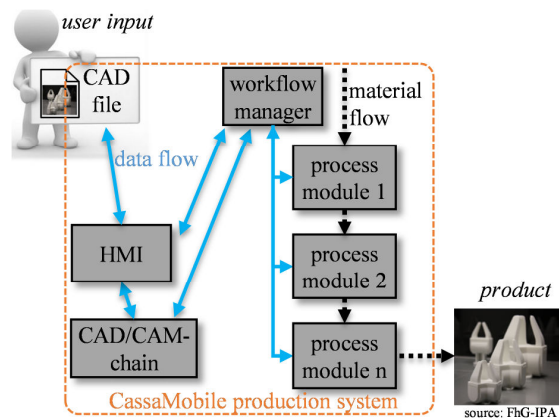 user input
CAD
file
workflow
manager
material
flow
data flow
process
module 1
HMI
process
module 2
CAD/CAM-
chain
process
module n
product
CassaMobile production system
source: FhG-IPA